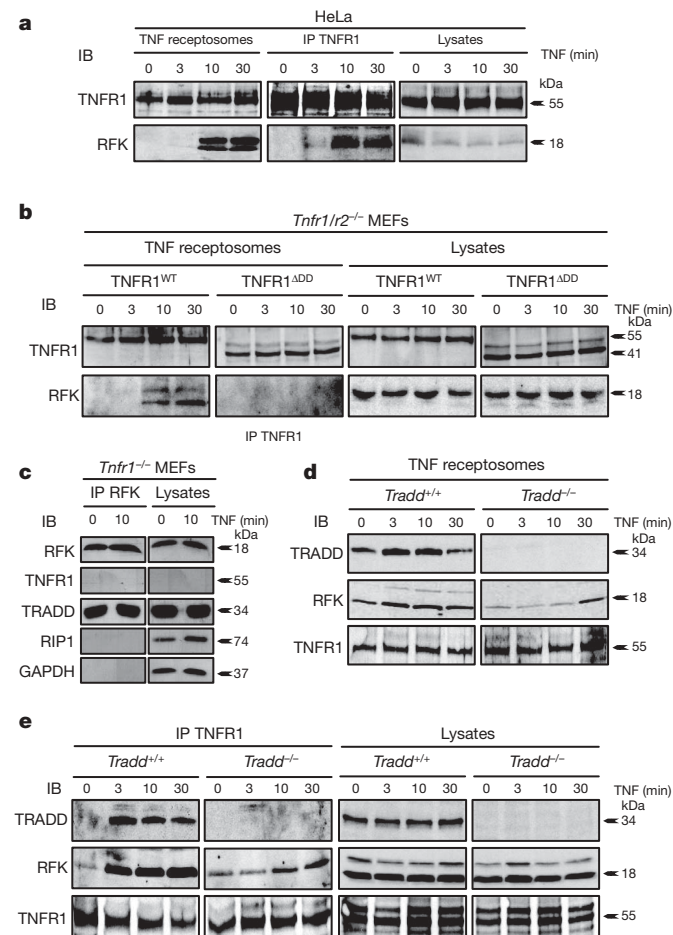 a
HeLa
TNF receptosomes IP TNFR1 Lysates
IB TNF (min)
0 3 10 30 0 3 10 30 0 3 10 30
kDa
TNFR1 55
RFK 18
b
Tnfr1/r2–/– MEFs
TNF receptosomes Lysates
TNFR1WT TNFR1ΔDD TNFR1WT TNFR1ΔDD
IB
0 3 10 30 0 3 10 30 0 3 10 30 0 3 10 30 TNF (min)
kDa
55
TNFR1 41
RFK 18
IP TNFR1
c
Tnfr1–/– MEFs
IP RFK Lysates
IB 0 10 0 10 TNF (min)
kDa
RFK 18
TNFR1 55
TRADD 34
RIP1 74
GAPDH 37
d
TNF receptosomes
Tradd+/+ Tradd–/–
IB 0 3 10 30 0 3 10 30 TNF (min)
kDa
TRADD 34
RFK 18
TNFR1 55
e
IP TNFR1 Lysates
Tradd+/+ Tradd–/– Tradd+/+ Tradd–/–
IB 0 3 10 30 0 3 10 30 0 3 10 30 0 3 10 30 TNF (min)
kDa
TRADD 34
RFK 18
TNFR1 55